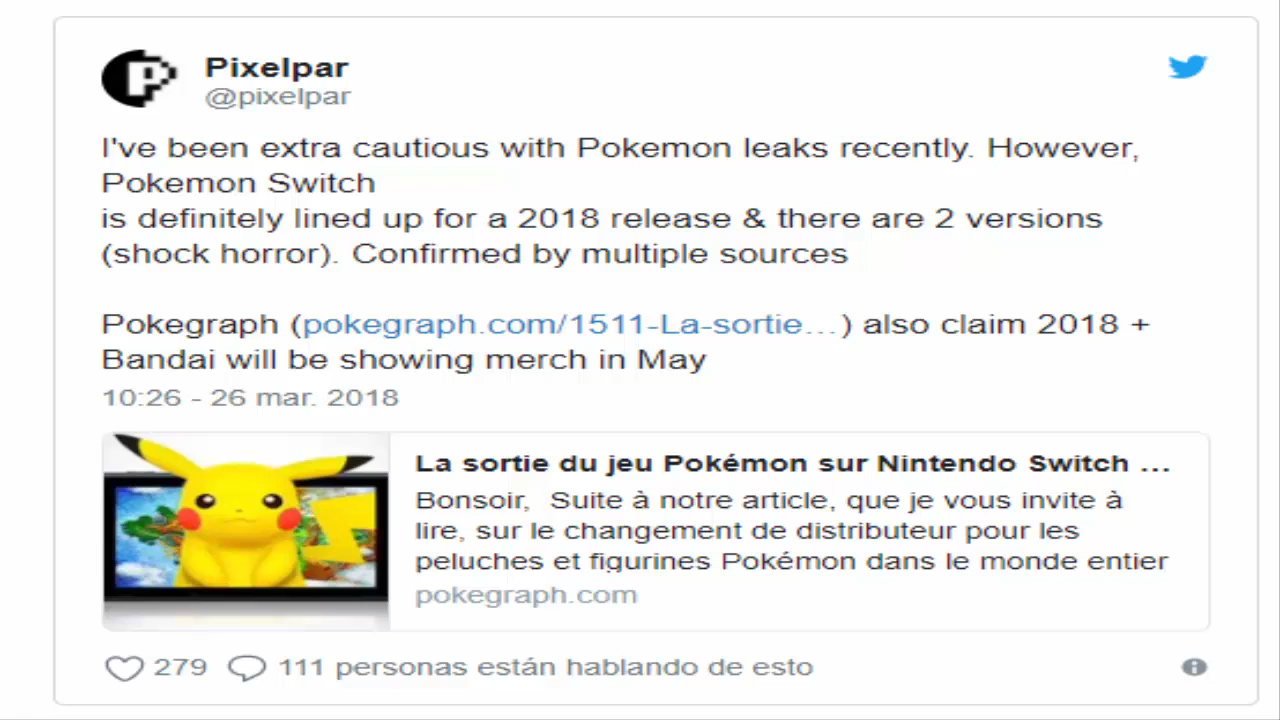 Pixelpar
@pixelpar
I've been extra cautious with Pokemon leaks recently. However,
Pokemon Switch
is definitely lined up for a 2018 release & there are 2 versions
(shock horror). Confirmed by multiple sources
Pokegraph (pokegraph.com/1511-La-sortie…) also claim 2018 +
Bandai will be showing merch in May
10:26 - 26 mar. 2018
La sortie du jeu Pokémon sur Nintendo Switch ...
Bonsoir,  Suite à notre article, que je vous invite à
lire, sur le changement de distributeur pour les
peluches et figurines Pokémon dans le monde entier
pokegraph.com
279 111 personas están hablando de esto